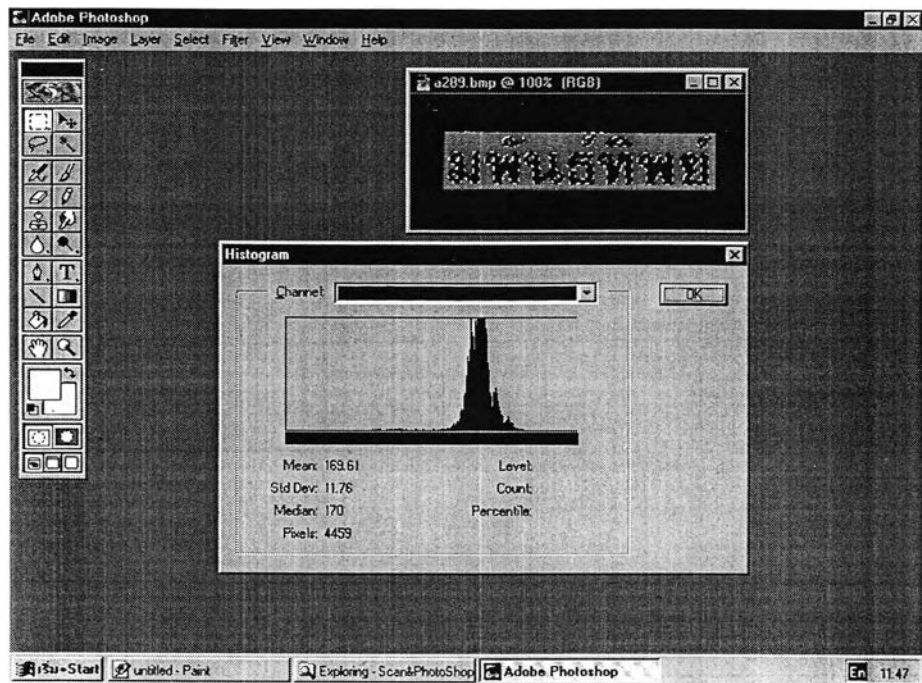 Adobe Photoshop
File Edit Image Layer Select Filter View Window Help
a289.bmp @ 100% (RGB)
Histogram
Channel:
OK
Mean: 169.61
Std Dev: 11.76
Median: 170
Pixels: 4459
Level:
Count:
Percentile:
เริ่ม+Start
untitled - Paint
Exploring - Scan&PhotoShop
Adobe Photoshop
En
11:47